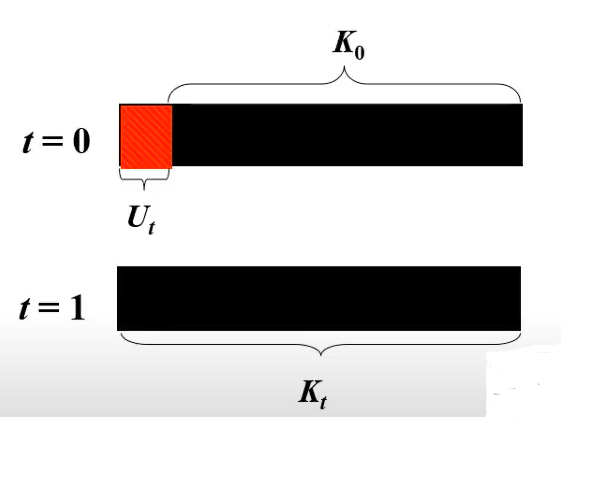 K₀
t = 0
Uₜ
t = 1
Kₜ